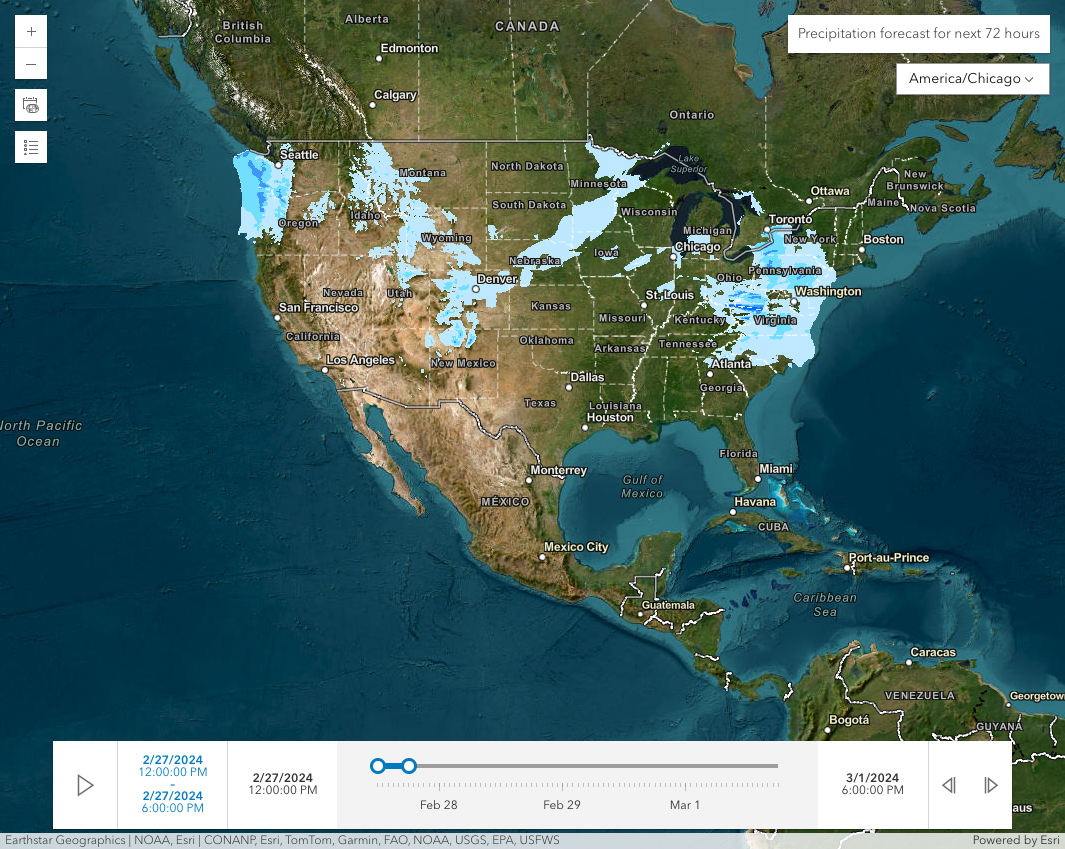 +
Precipitation forecast for next 72 hours
−
America/Chicago
British
Columbia
Alberta
CANADA
Edmonton
Calgary
Ontario
Seattle
Montana
North Dakota
Lake
Superior
Minnesota
Ottawa
New
Brunswick
Maine
Nova Scotia
South Dakota
Wisconsin
Oregon
Idaho
Michigan
Toronto
New York
Boston
Wyoming
Chicago
Iowa
Nebraska
Ohio
Pennsylvania
Denver
Nevada
Utah
St. Louis
Washington
San Francisco
Kansas
Missouri
Kentucky
Virginia
California
Oklahoma
Arkansas
Tennessee
Los Angeles
New Mexico
Atlanta
Dallas
Georgia
Texas
Louisiana
Houston
North Pacific
Ocean
Florida
Monterrey
Miami
Gulf of
Mexico
MÉXICO
Havana
CUBA
Mexico City
Port-au-Prince
Caribbean
Sea
Guatemala
Caracas
VENEZUELA
Georgetown
Bogotá
GUYANA
2/27/2024
12:00:00 PM
–
2/27/2024
6:00:00 PM
2/27/2024
12:00:00 PM
Feb 28
Feb 29
Mar 1
3/1/2024
6:00:00 PM
aus
Earthstar Geographics | NOAA, Esri | CONANP, Esri, TomTom, Garmin, FAO, NOAA, USGS, EPA, USFWS
Powered by Esri